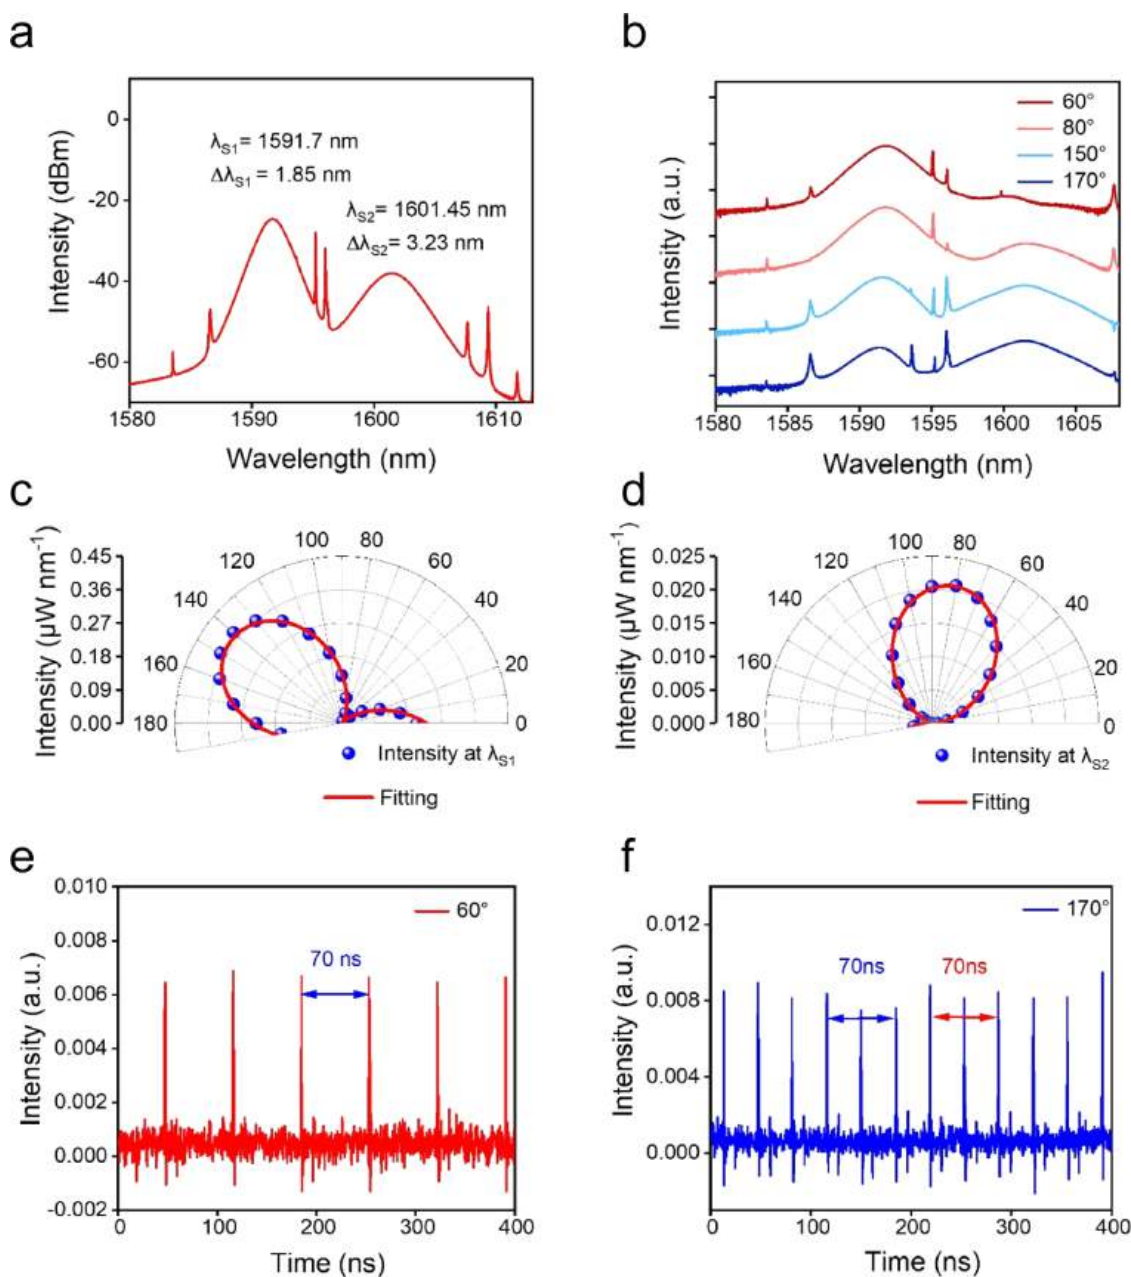 a
Intensity (dBm)
0
-20
-40
-60
λS1= 1591.7 nm
ΔλS1 = 1.85 nm
λS2= 1601.45 nm
ΔλS2= 3.23 nm
1580 1590 1600 1610
Wavelength (nm)
b
Intensity (a.u.)
60°
80°
150°
170°
1580 1585 1590 1595 1600 1605
Wavelength (nm)
c
Intensity (µW nm⁻¹)
0.45
0.36
0.27
0.18
0.09
0.00
180 160 140 120 100 80 60 40 20 0
Intensity at λS1
Fitting
d
Intensity (µW nm⁻¹)
0.025
0.020
0.015
0.010
0.005
0.000
180 160 140 120 100 80 60 40 20 0
Intensity at λS2
Fitting
e
Intensity (a.u.)
0.010
0.008
0.006
0.004
0.002
0.000
-0.002
60°
70 ns
0 100 200 300 400
Time (ns)
f
Intensity (a.u.)
0.012
0.008
0.004
0.000
170°
70ns 70ns
0 100 200 300 400
Time (ns)